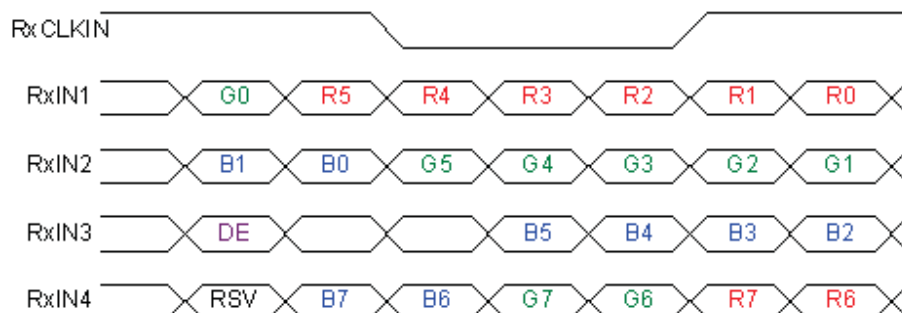 RxCLKIN
RxIN1 G0 R5 R4 R3 R2 R1 R0
RxIN2 B1 B0 G5 G4 G3 G2 G1
RxIN3 DE B5 B4 B3 B2
RxIN4 RSV B7 B6 G7 G6 R7 R6